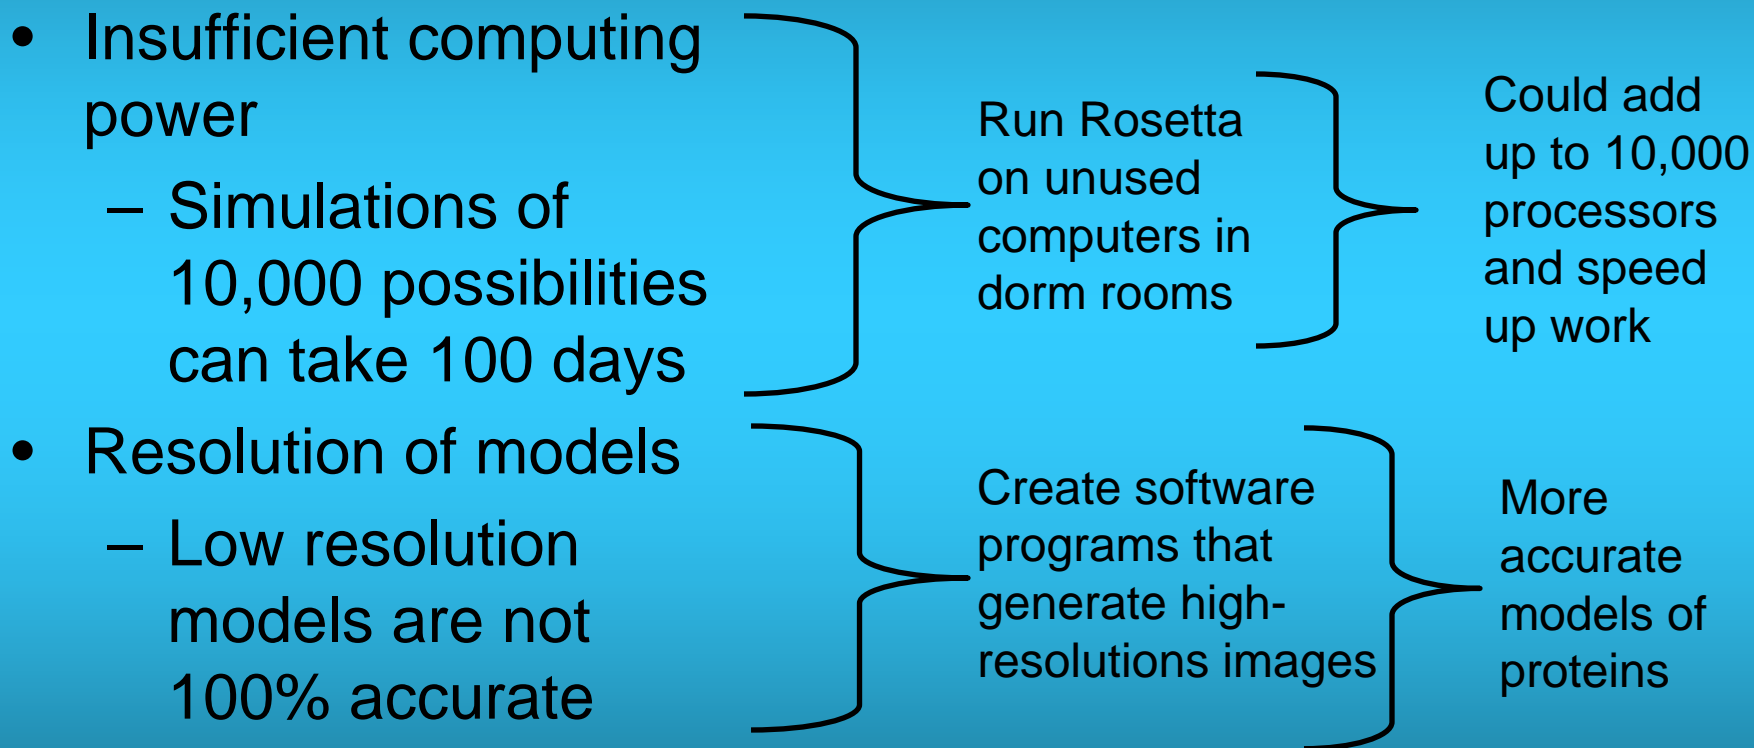 • Insufficient computing
power
– Simulations of
10,000 possibilities
can take 100 days
Run Rosetta
on unused
computers in
dorm rooms
Could add
up to 10,000
processors
and speed
up work
• Resolution of models
– Low resolution
models are not
100% accurate
Create software
programs that
generate high-
resolutions images
More
accurate
models of
proteins